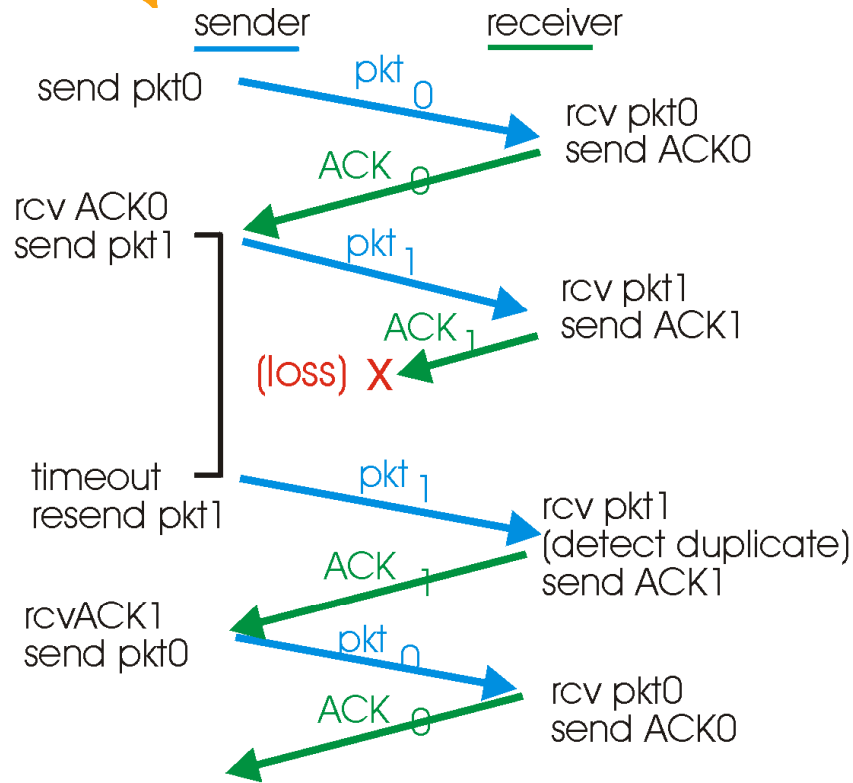 sender
receiver
send pkt0
pkt 0
rcv pkt0
send ACK0
ACK 0
rcv ACK0
send pkt1
pkt 1
rcv pkt1
send ACK1
ACK 1
(loss) X
timeout
resend pkt1
pkt 1
rcv pkt1
(detect duplicate)
send ACK1
ACK 1
rcvACK1
send pkt0
pkt 0
rcv pkt0
send ACK0
ACK 0